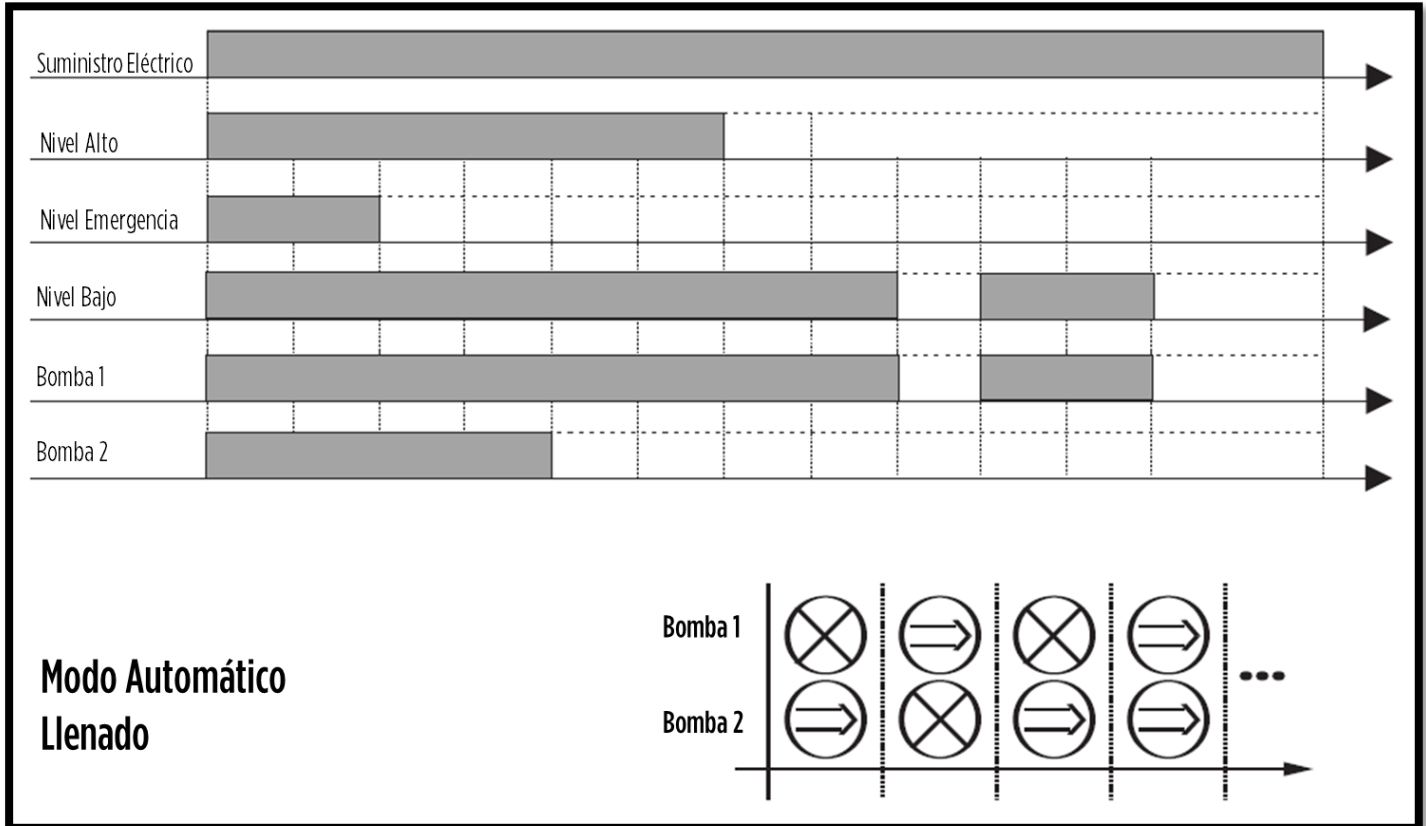 Suministro Eléctrico
Nivel Alto
Nivel Emergencia
Nivel Bajo
Bomba 1
Bomba 2
Modo Automático
Llenado
Bomba 1
Bomba 2